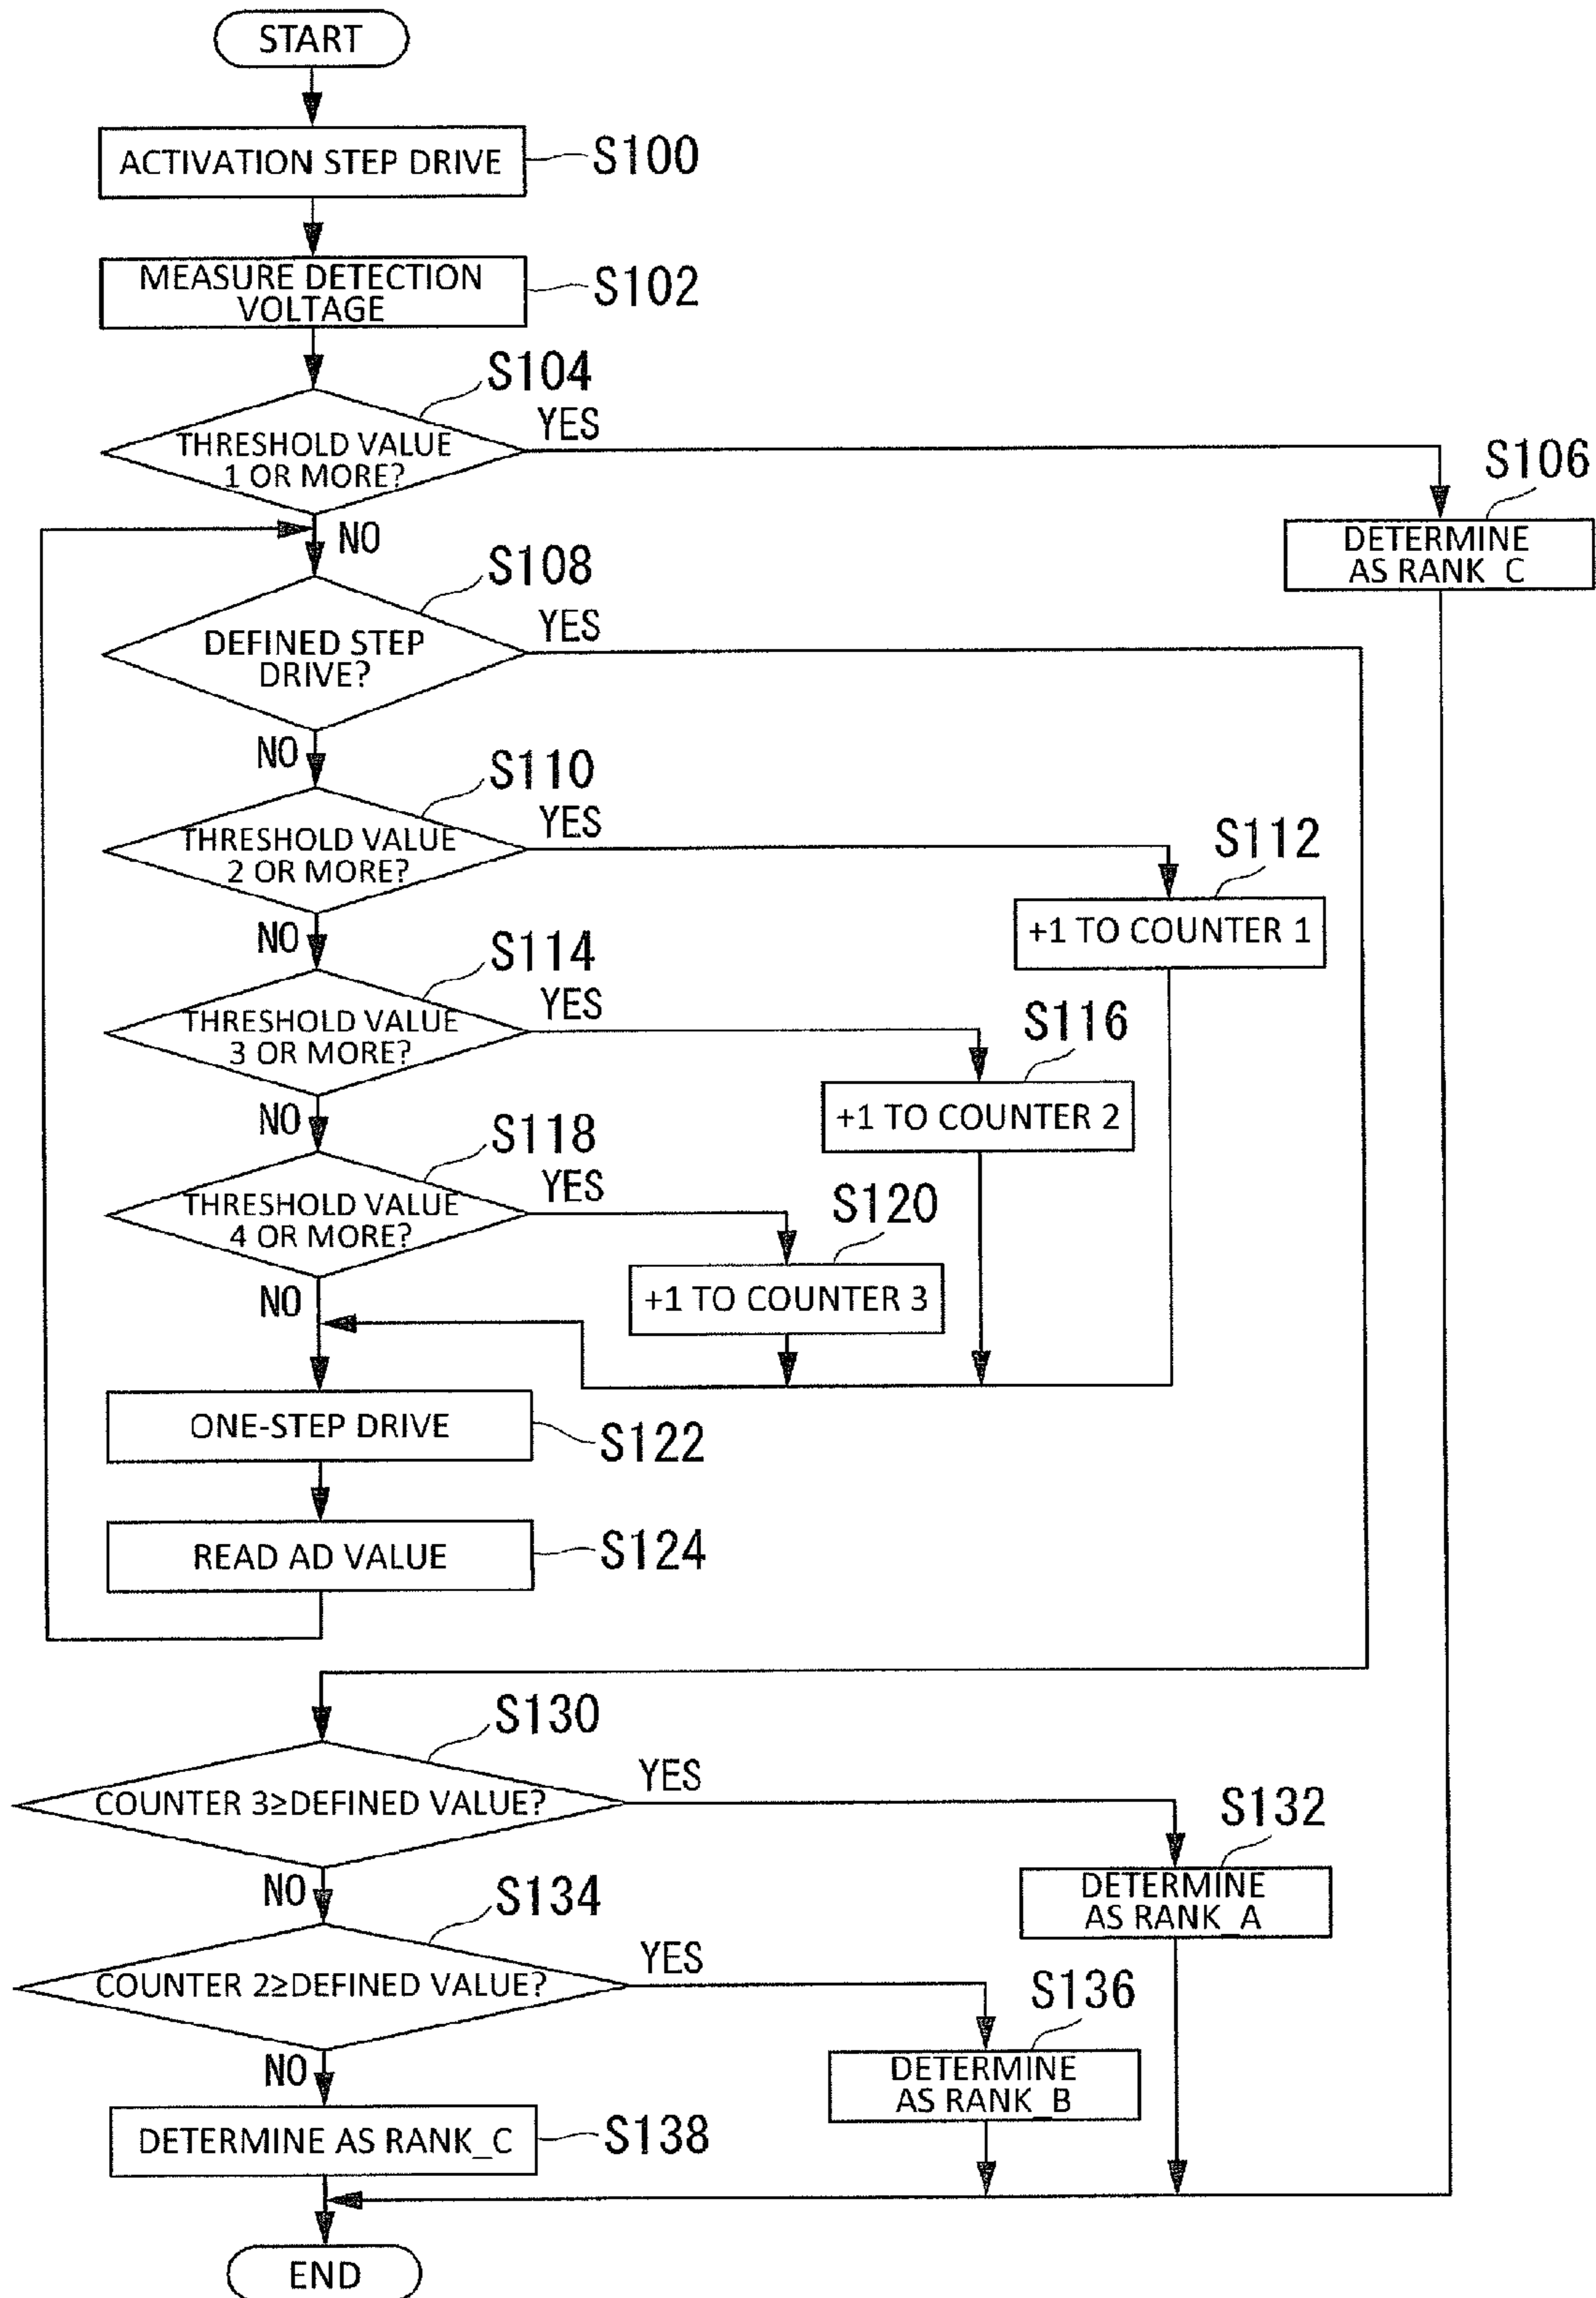 START
ACTIVATION STEP DRIVE
S100
MEASURE DETECTION
VOLTAGE
S102
S104
THRESHOLD VALUE
1 OR MORE?
YES
NO
S106
DETERMINE
AS RANK_C
S108
DEFINED STEP
DRIVE?
YES
NO
S110
THRESHOLD VALUE
2 OR MORE?
YES
NO
S112
+1 TO COUNTER 1
S114
THRESHOLD VALUE
3 OR MORE?
YES
NO
S116
+1 TO COUNTER 2
S118
THRESHOLD VALUE
4 OR MORE?
YES
NO
S120
+1 TO COUNTER 3
ONE-STEP DRIVE
S122
READ AD VALUE
S124
S130
COUNTER 3≥DEFINED VALUE?
YES
NO
S132
DETERMINE
AS RANK_A
S134
COUNTER 2≥DEFINED VALUE?
YES
NO
S136
DETERMINE
AS RANK_B
DETERMINE AS RANK_C
S138
END